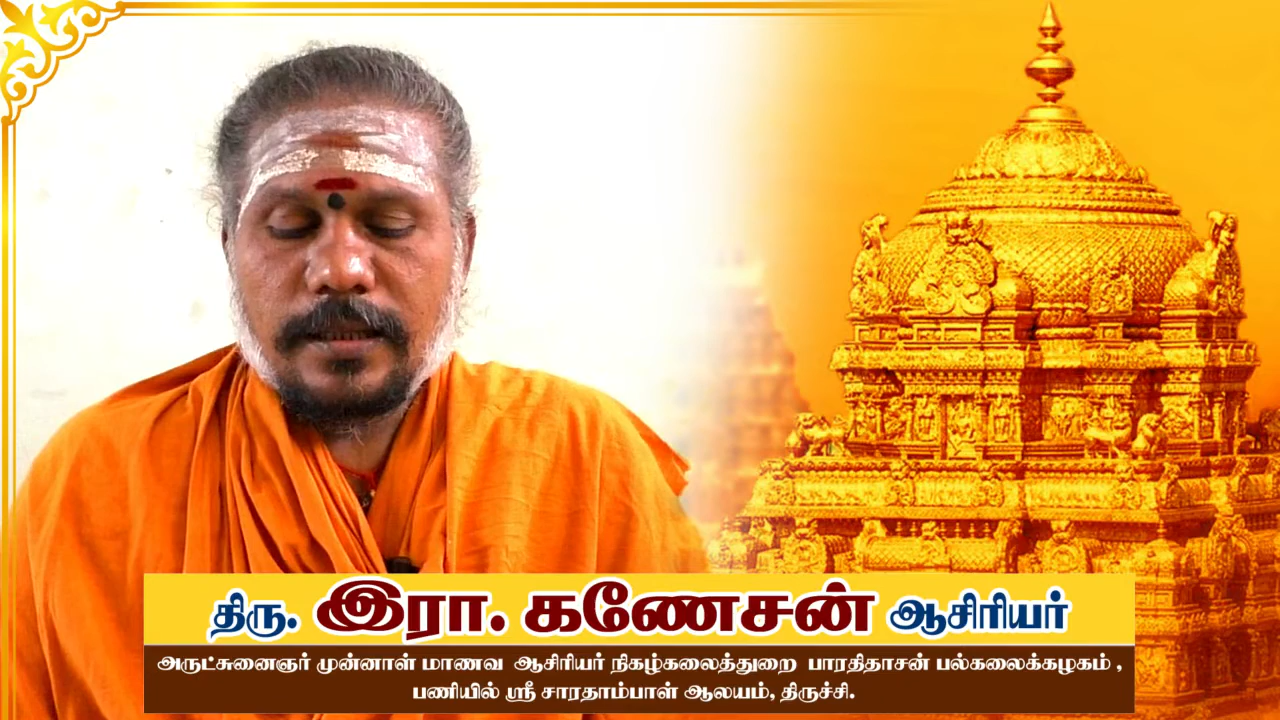 திரு. இரா. கணேசன் ஆசிரியர்
அருட்சுனைஞர் முன்னாள் மாணவ ஆசிரியர் நிகழ்கலைத்துறை பாரதிதாசன் பல்கலைக்கழகம் ,
பணியில் ஸ்ரீ சாரதாம்பாள் ஆலயம், திருச்சி.